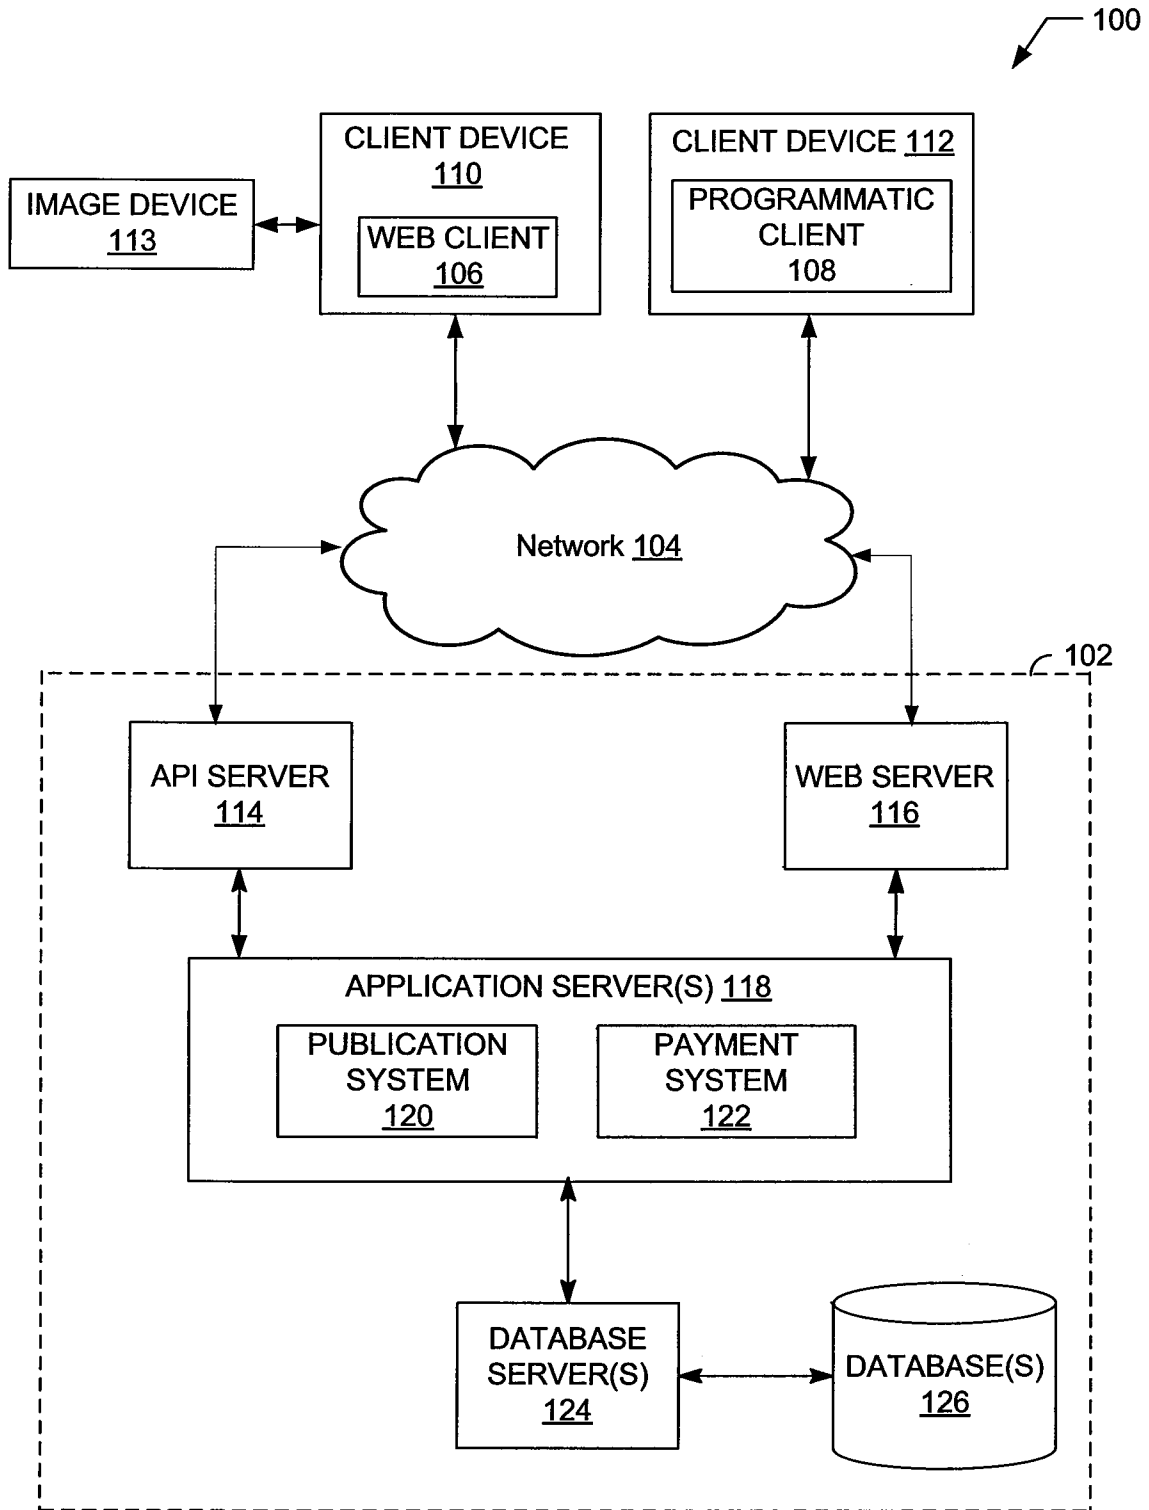 100
CLIENT DEVICE
110
WEB CLIENT
106
CLIENT DEVICE 112
PROGRAMMATIC
CLIENT
108
IMAGE DEVICE
113
Network 104
102
API SERVER
114
WEB SERVER
116
APPLICATION SERVER(S) 118
PUBLICATION
SYSTEM
120
PAYMENT
SYSTEM
122
DATABASE
SERVER(S)
124
DATABASE(S)
126